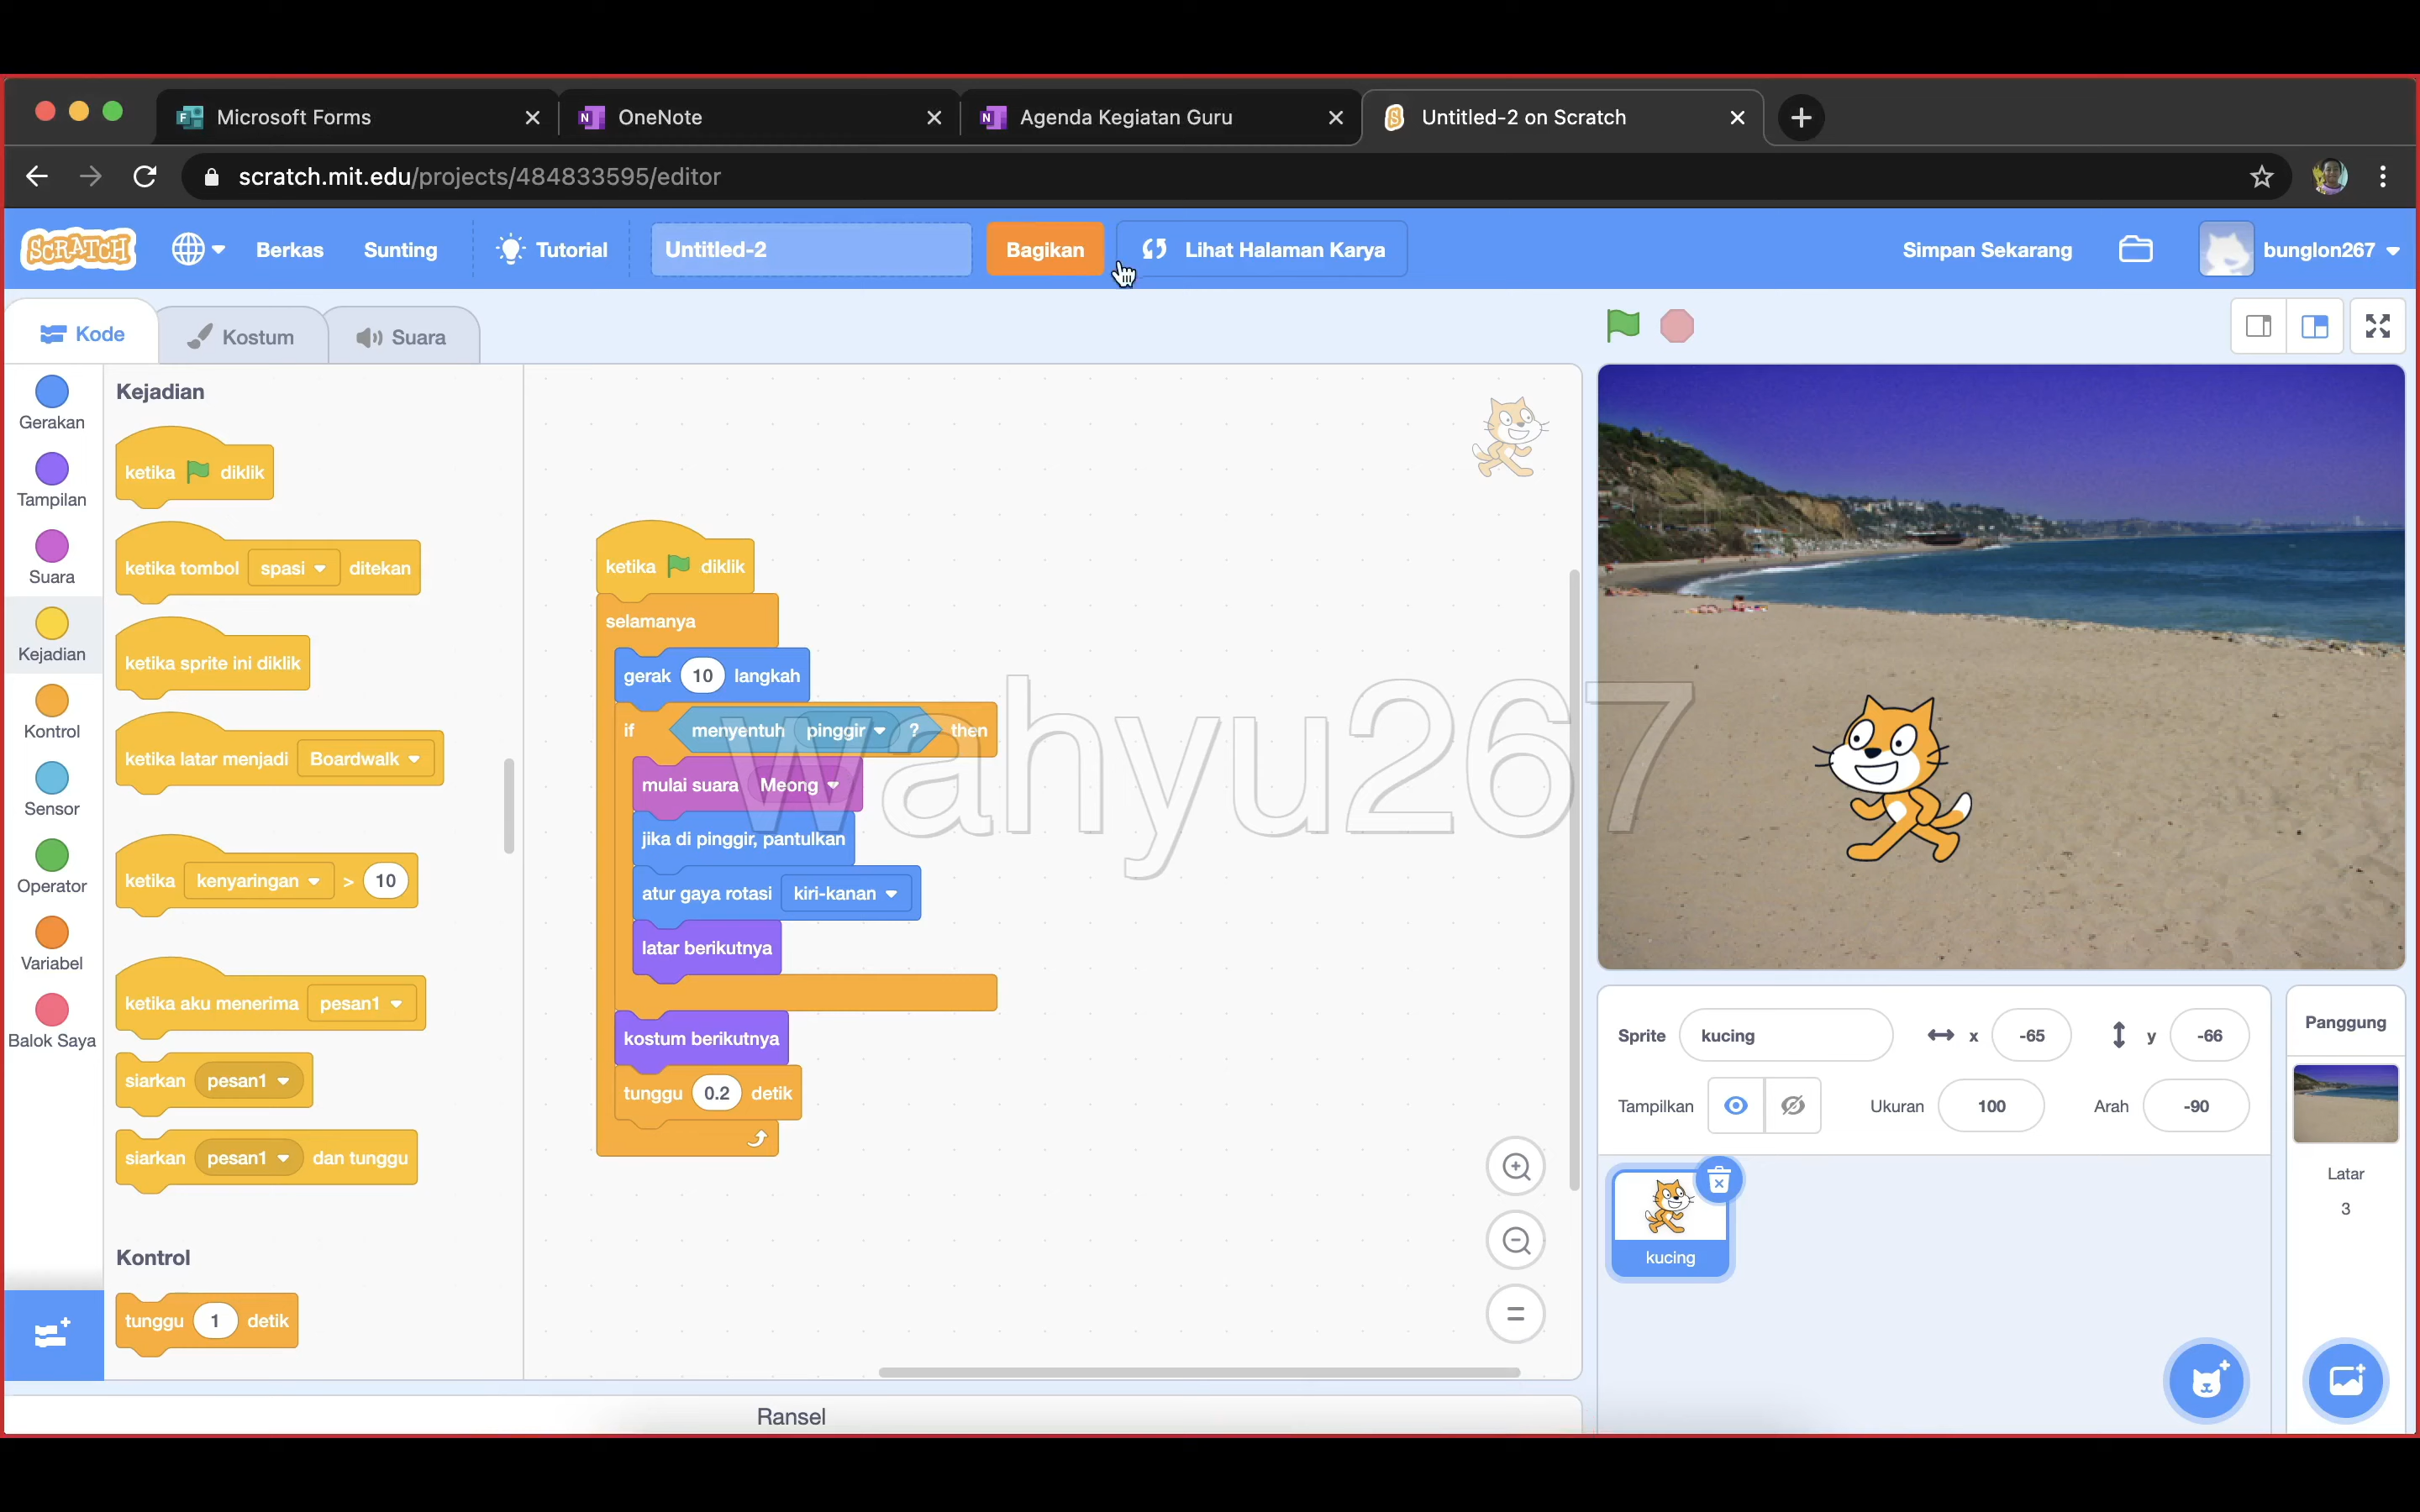 Microsoft Forms
OneNote
Agenda Kegiatan Guru
Untitled-2 on Scratch
scratch.mit.edu/projects/484833595/editor
SCRATCH
Berkas
Sunting
Tutorial
Untitled-2
Bagikan
Lihat Halaman Karya
Simpan Sekarang
bunglon267
Kode
Kostum
Suara
Gerakan
Tampilan
Suara
Kejadian
Kontrol
Sensor
Operator
Variabel
Balok Saya
Kejadian
ketika diklik
ketika tombol spasi ditekan
ketika sprite ini diklik
ketika latar menjadi Boardwalk
ketika kenyaringan > 10
ketika aku menerima pesan1
siarkan pesan1
siarkan pesan1 dan tunggu
Kontrol
tunggu 1 detik
ketika diklik
selamanya
gerak 10 langkah
if menyentuh pinggir ? then
mulai suara Meong
jika di pinggir, pantulkan
atur gaya rotasi kiri-kanan
latar berikutnya
kostum berikutnya
tunggu 0.2 detik
wahyu267
Ransel
Sprite kucing x -65 y -66
Tampilkan Ukuran 100 Arah -90
kucing
Panggung
Latar
3